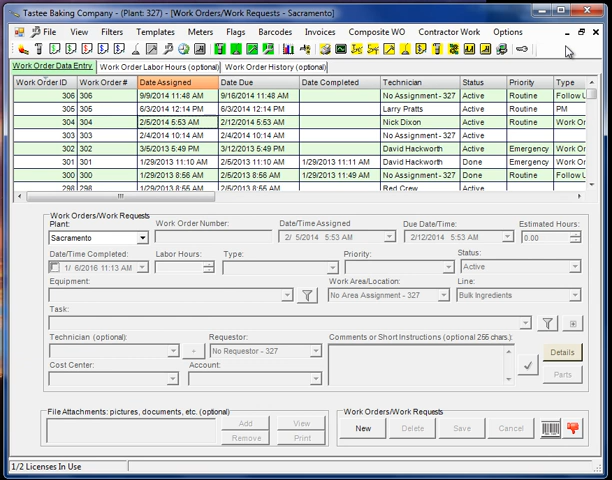 Tastee Baking Company - (Plant: 327) - [Work Orders/Work Requests - Sacramento]
File View Filters Templates Meters Flags Barcodes Invoices Composite WO Contractor Work Options
Work Order Data Entry Work Order Labor Hours (optional) Work Order History (optional)
Work Order ID Work Order # Date Assigned Date Due Date Completed Technician Status Priority Type
306 306 9/9/2014 11:48 AM 9/16/2014 11:48 AM No Assignment - 327 Active Routine Follow U
305 305 6/3/2014 12:14 PM 6/3/2014 12:14 PM Larry Pratts Active Routine PM
304 304 2/5/2014 5:53 AM 2/12/2014 5:53 AM Nick Dixon Active Routine Work Or
303 303 2/4/2014 10:14 AM 2/4/2014 10:14 AM No Assignment - 327 Active
302 302 3/5/2013 5:49 PM 3/12/2013 5:49 PM David Hackworth Active Emergency Work Or
301 301 1/29/2013 11:10 AM 1/29/2013 11:10 AM 1/29/2013 11:11 AM David Hackworth Done Emergency Work Or
300 300 1/29/2013 8:56 AM 2/5/2013 8:56 AM 1/29/2013 11:49 AM No Assignment - 327 Done Routine Work Or
298 298 1/29/2013 8:56 AM 2/5/2013 8:56 AM Red Crew Active Routine Work Or
Work Orders/Work Requests
Plant: Work Order Number: Date/Time Assigned Due Date/Time: Estimated Hours:
Sacramento 2/ 5/2014 5:53 AM 2/12/2014 5:53 AM 0.00
Date/Time Completed: Labor Hours: Type: Priority: Status:
1/ 6/2016 11:13 AM Active
Equipment: Work Area/Location: Line:
No Area Assignment - 327 Bulk Ingredients
Task:
Technician (optional): Requestor: Comments or Short Instructions (optional 255 chars.)
No Requestor - 327 Details
Cost Center: Account:
Parts
File Attachments: pictures, documents, etc. (optional) Work Orders/Work Requests
Add View New Delete Save Cancel
Remove Print
1/2 Licenses In Use